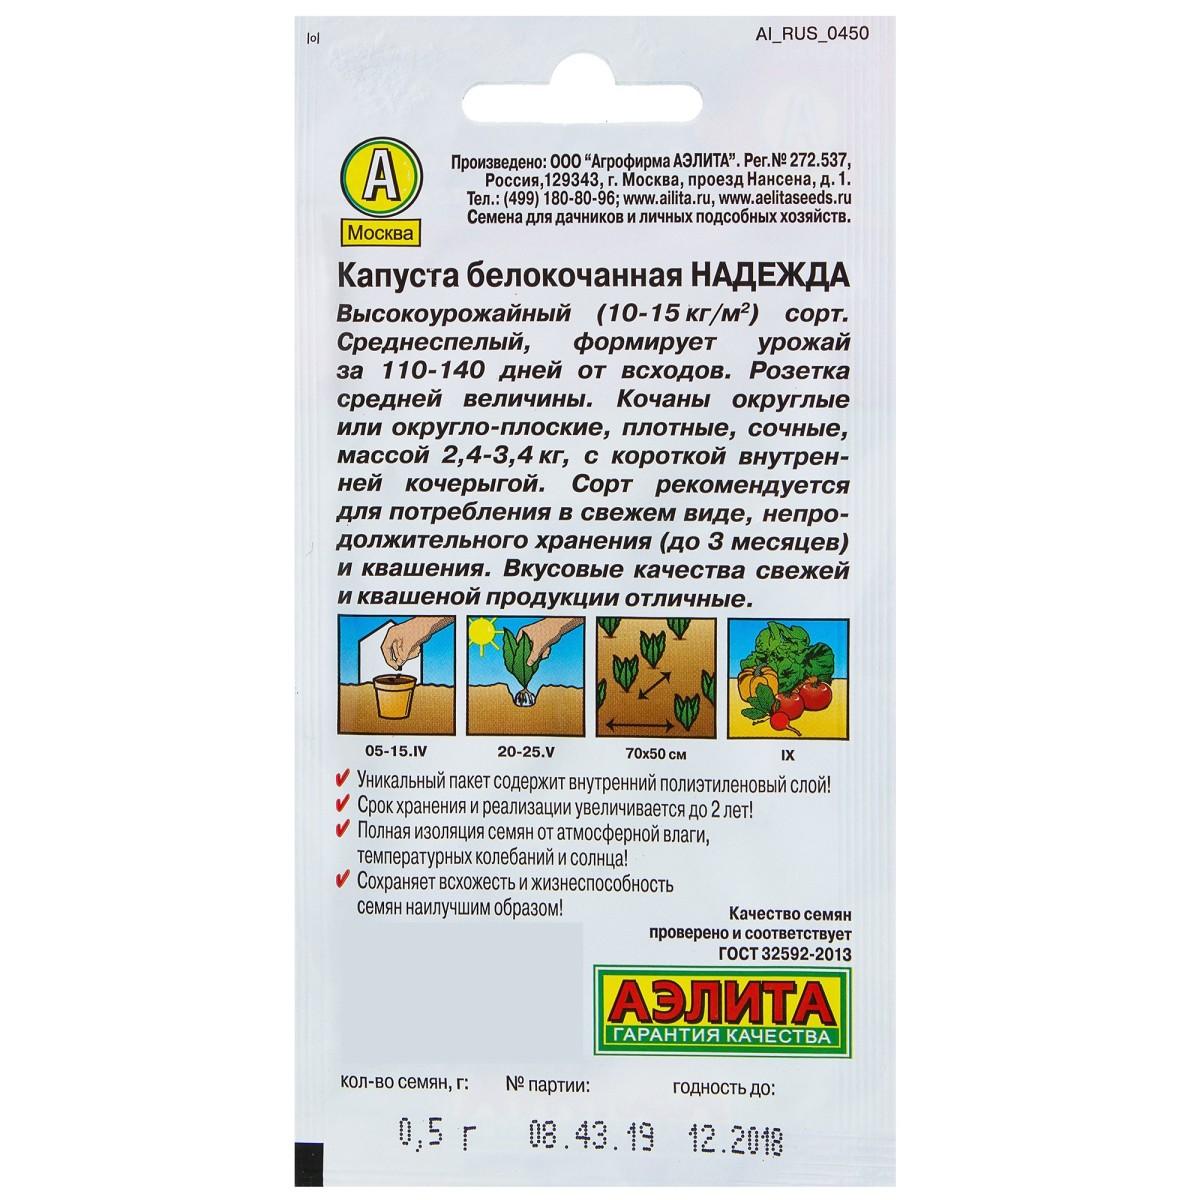 AI_RUS_0450
А
Москва
Произведено: ООО "Агрофирма АЭЛИТА". Рег.№ 272.537,
Россия,129343, г. Москва, проезд Нансена, д. 1.
Тел.: (499) 180-80-96; www.ailita.ru, www.aelitaseeds.ru
Семена для дачников и личных подсобных хозяйств.
Капуста белокочанная НАДЕЖДА
Высокоурожайный (10-15 кг/м²) сорт.
Среднеспелый, формирует урожай
за 110-140 дней от всходов. Розетка
средней величины. Кочаны округлые
или округло-плоские, плотные, сочные,
массой 2,4-3,4 кг, с короткой внутрен-
ней кочерыгой. Сорт рекомендуется
для потребления в свежем виде, непро-
должительного хранения (до 3 месяцев)
и квашения. Вкусовые качества свежей
и квашеной продукции отличные.
05-15.IV 20-25.V 70х50 см IX
Уникальный пакет содержит внутренний полиэтиленовый слой!
Срок хранения и реализации увеличивается до 2 лет!
Полная изоляция семян от атмосферной влаги,
температурных колебаний и солнца!
Сохраняет всхожесть и жизнеспособность
семян наилучшим образом!
Качество семян
проверено и соответствует
ГОСТ 32592-2013
АЭЛИТА
ГАРАНТИЯ КАЧЕСТВА
кол-во семян, г: № партии: годность до:
0,5 г 08.43.19 12.2018